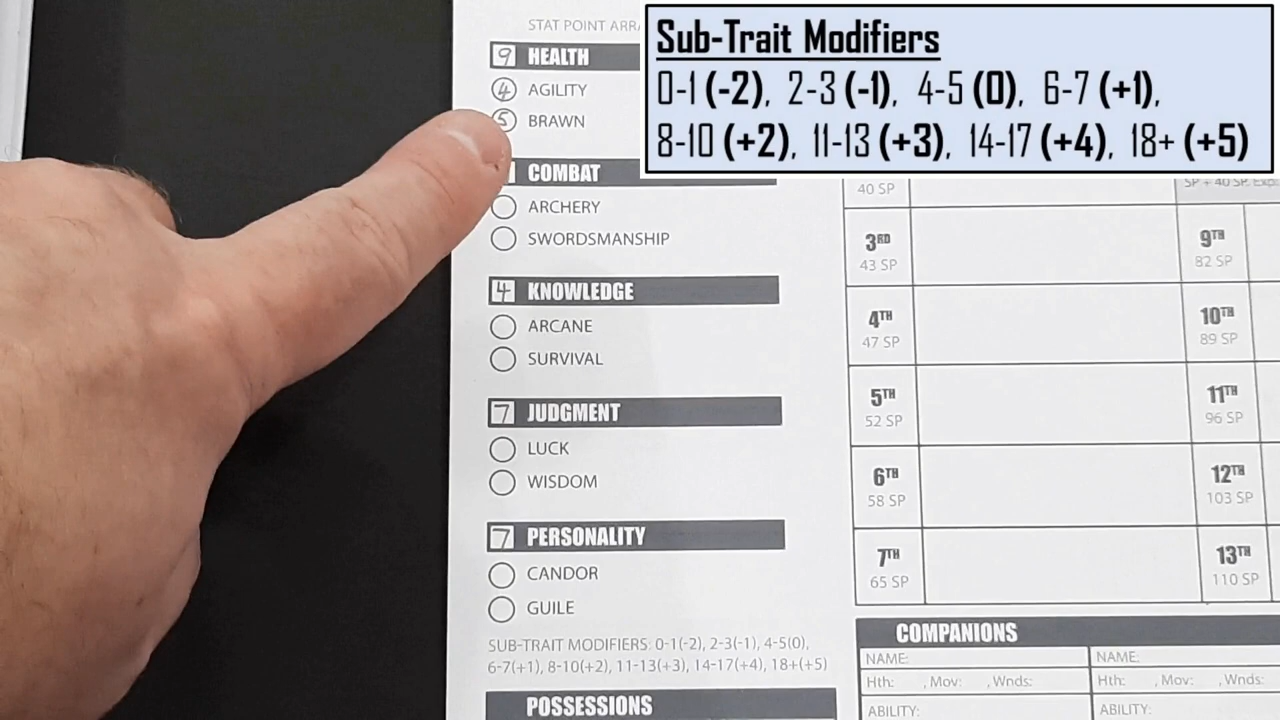 Sub-Trait Modifiers
0-1 (-2), 2-3 (-1), 4-5 (0), 6-7 (+1),
8-10 (+2), 11-13 (+3), 14-17 (+4), 18+ (+5)
STAT POINT
9 HEALTH
4 AGILITY
5 BRAWN
COMBAT
ARCHERY
SWORDSMANSHIP
4 KNOWLEDGE
ARCANE
SURVIVAL
7 JUDGMENT
LUCK
WISDOM
7 PERSONALITY
CANDOR
GUILE
SUB-TRAIT MODIFIERS: 0-1(-2), 2-3(-1), 4-5(0),
6-7(+1), 8-10(+2), 11-13(+3), 14-17(+4), 18+(+5)
POSSESSIONS
40 SP
SP + 40 SP.
3RD
43 SP
9TH
82 SP
4TH
47 SP
10TH
89 SP
5TH
52 SP
11TH
96 SP
6TH
58 SP
12TH
103 SP
7TH
65 SP
13TH
110 SP
COMPANIONS
NAME:
Hth: , Mov: , Wnds:
ABILITY:
NAME:
Hth: , Mov: , Wnds:
ABILITY: